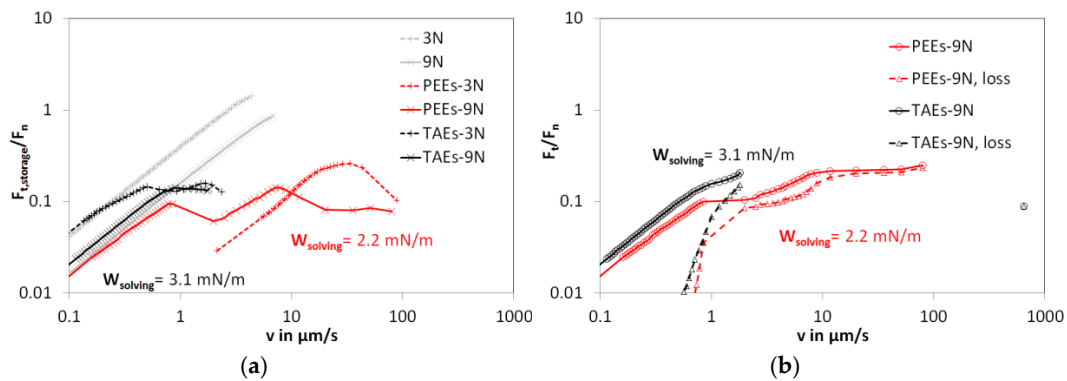 (a)
10
1
0.1
0.01
F_t,storage/F_n
3N
9N
PEEs-3N
PEEs-9N
TAEs-3N
TAEs-9N
W_solving= 2.2 mN/m
W_solving= 3.1 mN/m
0.1 1 10 100 1000
v in µm/s
(a)
(b)
10
1
0.1
0.01
F_t/F_n
PEEs-9N
PEEs-9N, loss
TAEs-9N
TAEs-9N, loss
W_solving= 3.1 mN/m
W_solving= 2.2 mN/m
0.1 1 10 100 1000
v in µm/s
(b)